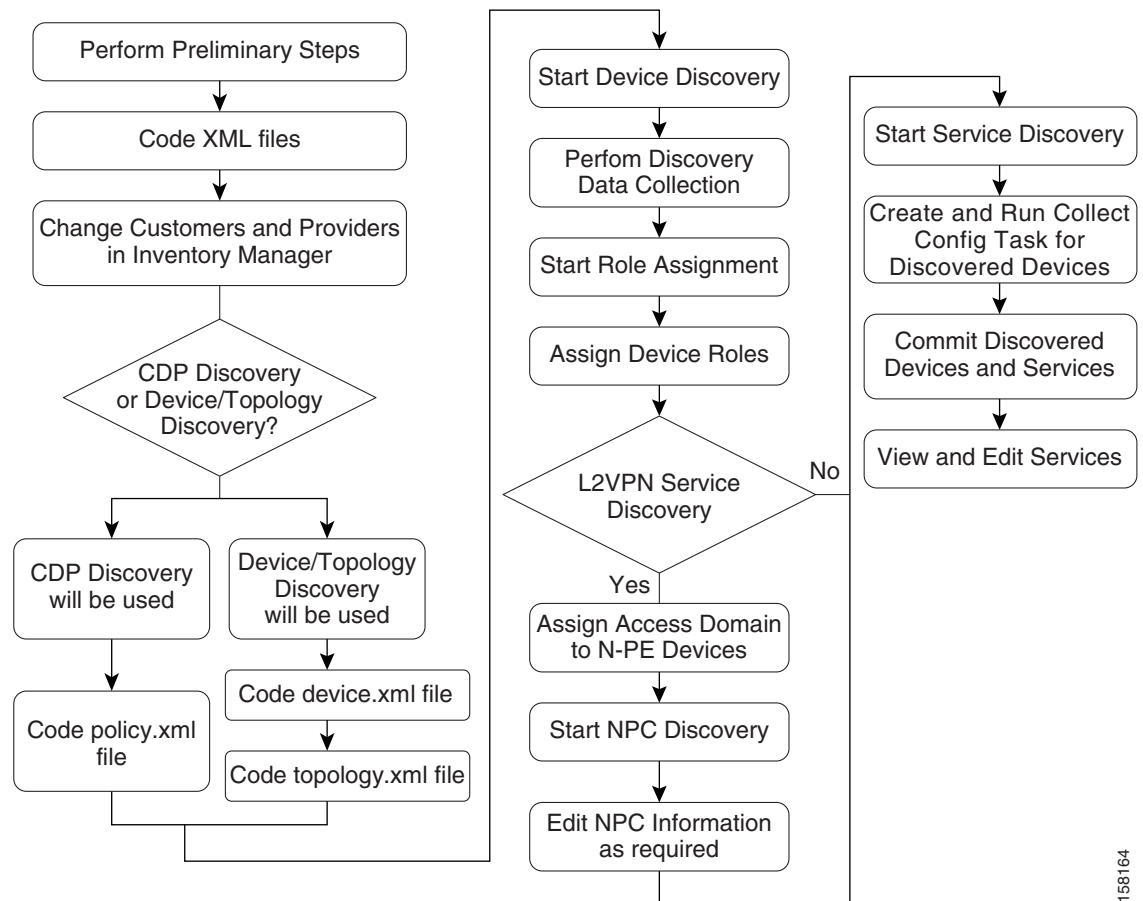 Perform Preliminary Steps
Code XML files
Change Customers and Providers
in Inventory Manager
CDP Discovery
or Device/Topology
Discovery?
CDP Discovery
will be used
Device/Topology
Discovery
will be used
Code policy.xml
file
Code device.xml file
Code topology.xml file
Start Device Discovery
Perfom Discovery
Data Collection
Start Role Assignment
Assign Device Roles
L2VPN Service
Discovery
No
Yes
Assign Access Domain
to N-PE Devices
Start NPC Discovery
Edit NPC Information
as required
Start Service Discovery
Create and Run Collect
Config Task for
Discovered Devices
Commit Discovered
Devices and Services
View and Edit Services
158164